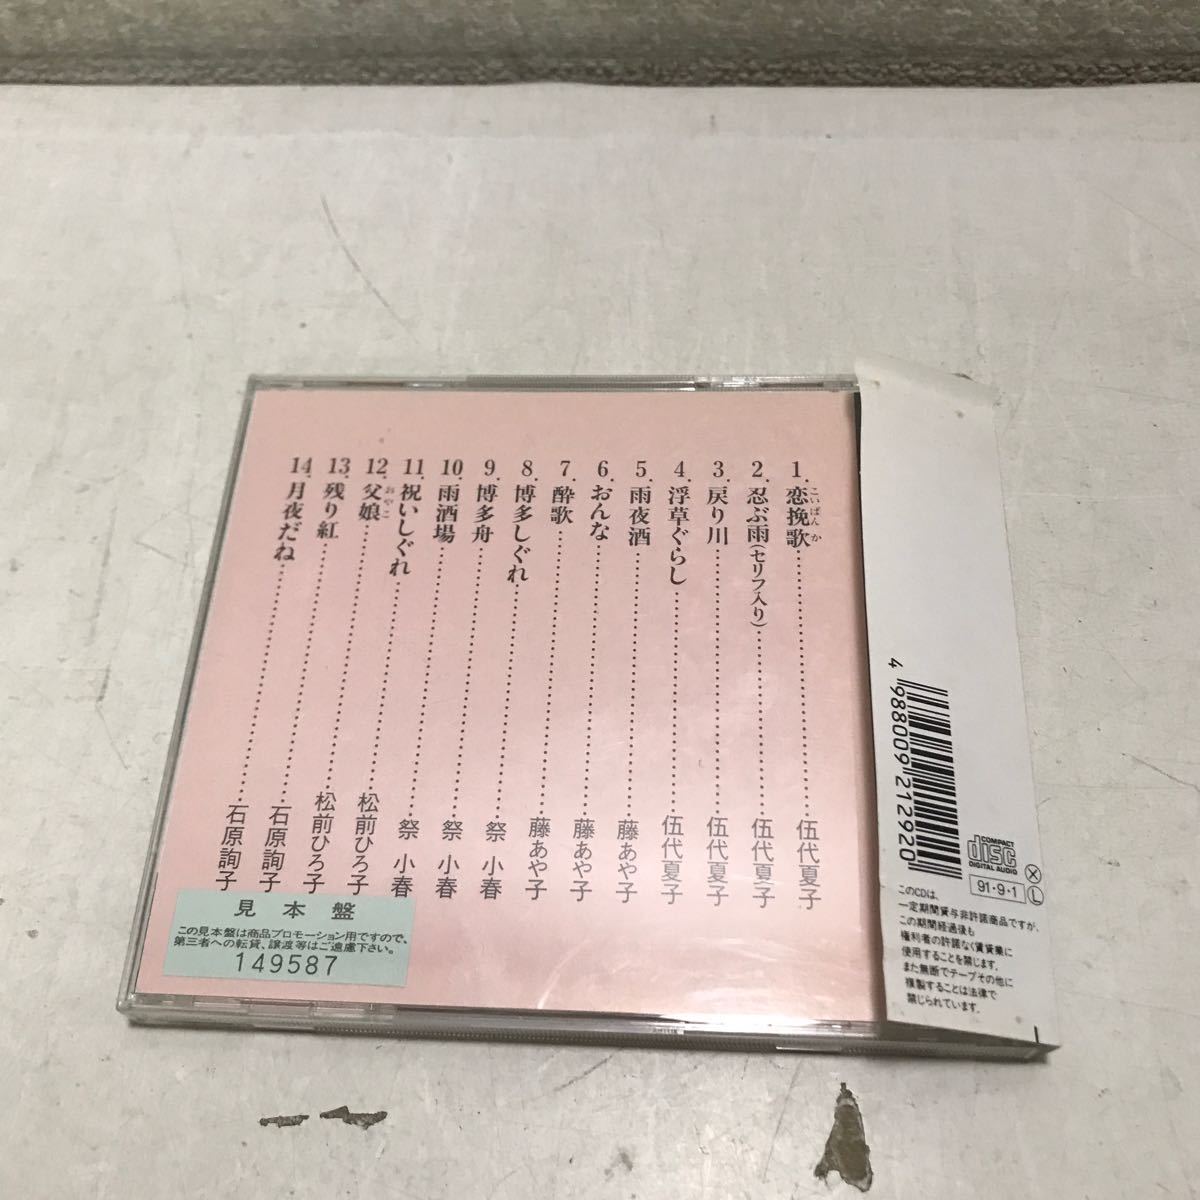 1.恋挽歌…伍代夏子
こいばんか
2.忍ぶ雨(セリフ入り)…伍代夏子
3.戻り川…伍代夏子
4.浮草ぐらし…伍代夏子
5.雨夜酒…藤あや子
6.おんな…藤あや子
7.酔歌…藤あや子
8.博多しぐれ…祭 小春
9.博多舟…祭 小春
10.雨酒場…祭 小春
11.祝いしぐれ…松前ひろ子
12.父娘…松前ひろ子
おやこ
13.残り紅…石原詢子
14.月夜だね…石原詢子
見本盤
この見本盤は商品プロモーション用ですので、
第三者への転貸、譲渡等はご遠慮下さい。
149587
4 988009 212920
COMPACT
disc
DIGITAL AUDIO
X
L
91・9・1
このCDは、
一定期間貸与非許諾商品ですが、
この期間経過後も
権利者の許諾なく賃貸業に
使用することを禁じます。
また無断でテープその他に
複製することは法律で
禁じられています。